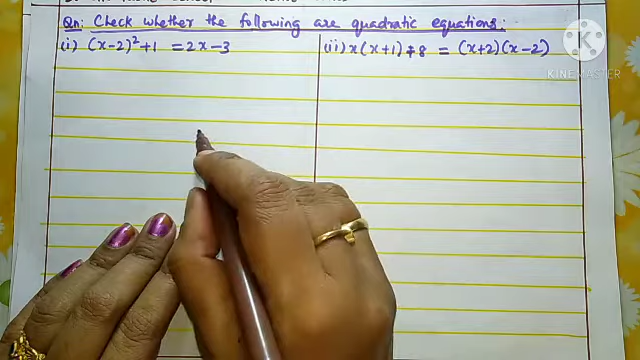 Qn: Check whether the following are quadratic equations:
(i) (x-2)² + 1 = 2x - 3
(ii) x(x+1) + 8 = (x+2)(x-2)
KINEMASTER